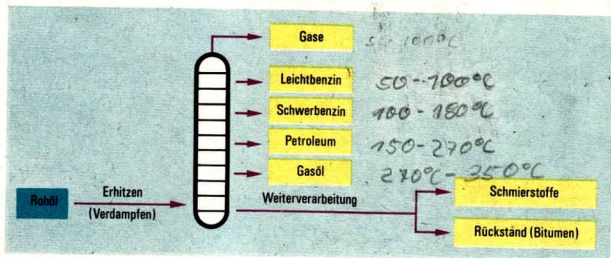 Gase
Leichtbenzin 50-100°C
Schwerbenzin 100-180°C
Petroleum 150-270°C
Gasöl 270°C-350°C
Rohöl
Erhitzen
(Verdampfen)
Weiterverarbeitung
Schmierstoffe
Rückstand (Bitumen)